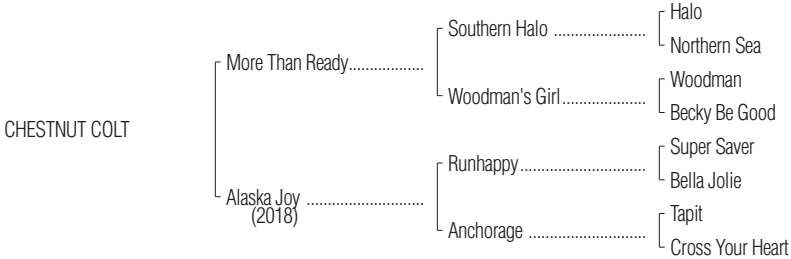 Halo
Southern Halo ......................
Northern Sea
More Than Ready..................
Woodman
Woodman's Girl....................
Becky Be Good
CHESTNUT COLT
Super Saver
Runhappy..............................
Bella Jolie
Alaska Joy ............................
(2018)
Tapit
Anchorage ............................
Cross Your Heart